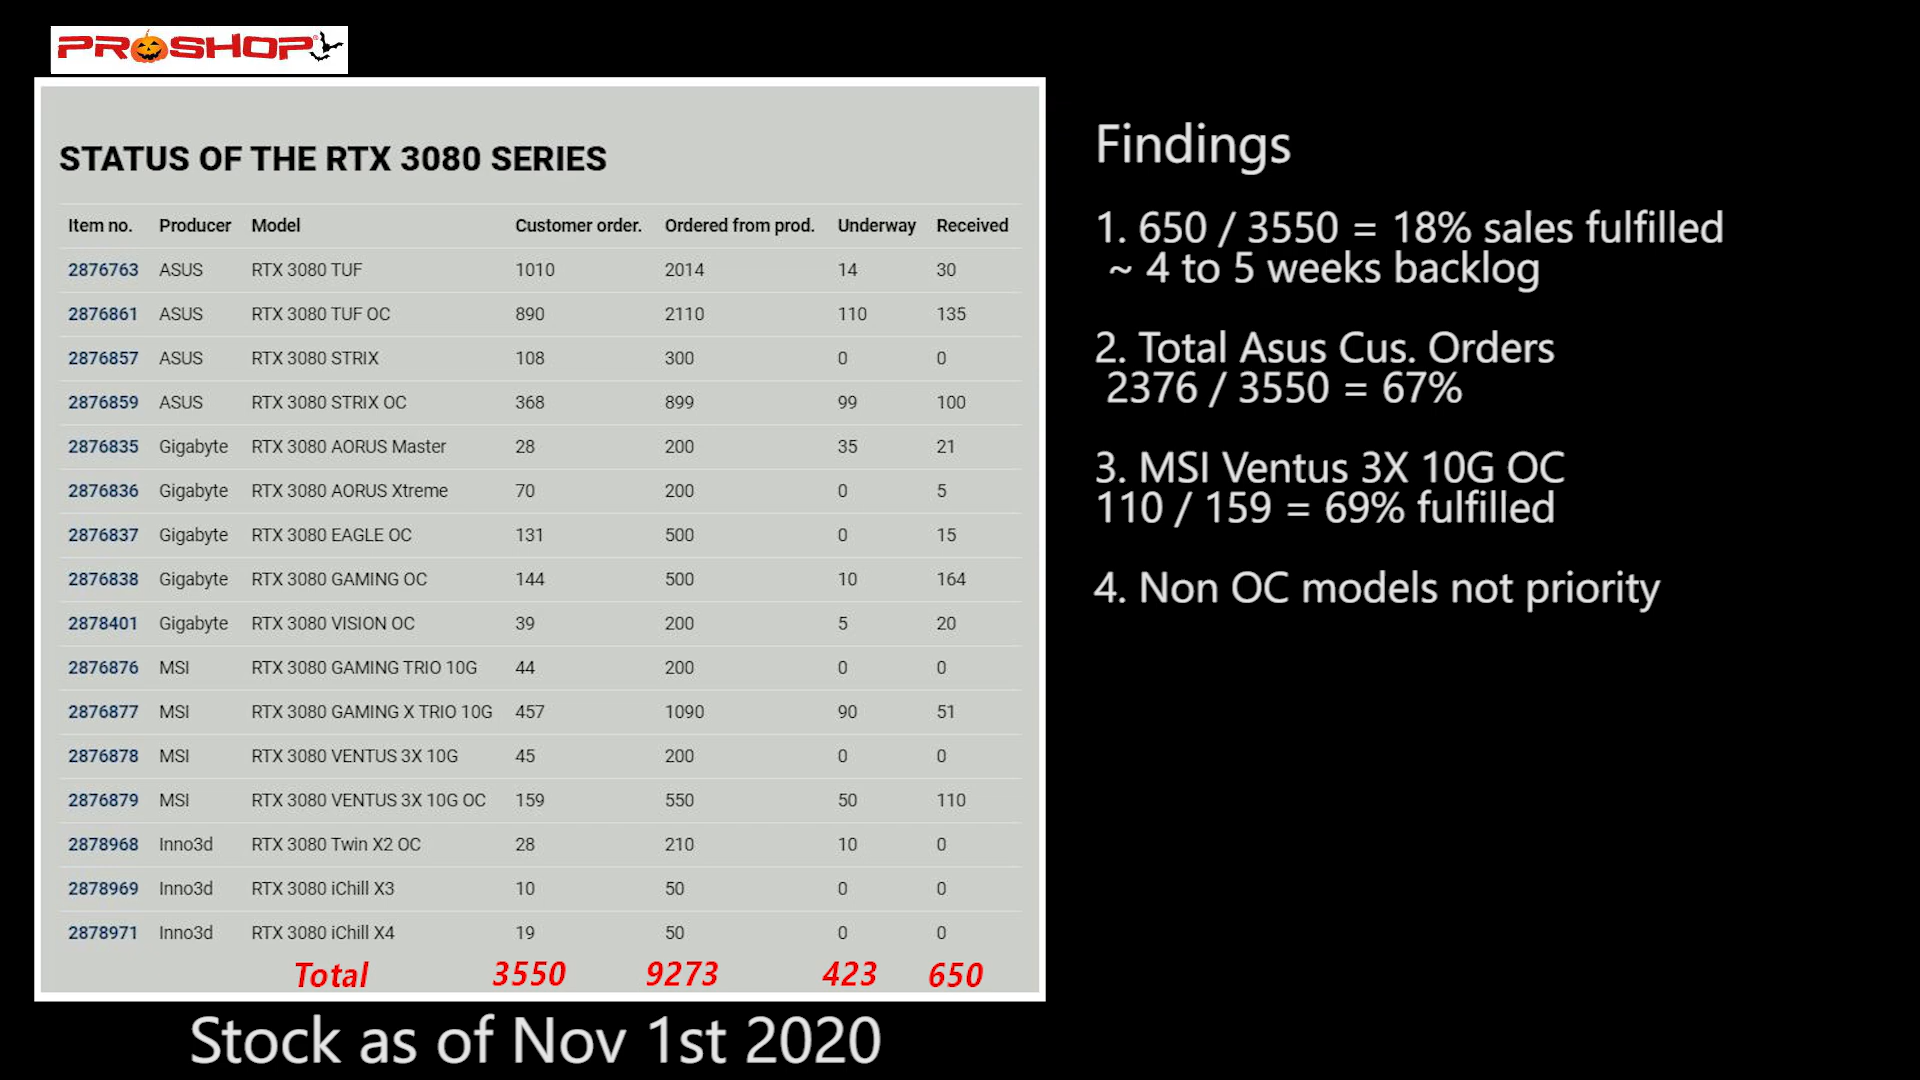 PROSHOP
STATUS OF THE RTX 3080 SERIES
Item no. Producer Model Customer order. Ordered from prod. Underway Received
2876763 ASUS RTX 3080 TUF 1010 2014 14 30
2876861 ASUS RTX 3080 TUF OC 890 2110 110 135
2876857 ASUS RTX 3080 STRIX 108 300 0 0
2876859 ASUS RTX 3080 STRIX OC 368 899 99 100
2876835 Gigabyte RTX 3080 AORUS Master 28 200 35 21
2876836 Gigabyte RTX 3080 AORUS Xtreme 70 200 0 5
2876837 Gigabyte RTX 3080 EAGLE OC 131 500 0 15
2876838 Gigabyte RTX 3080 GAMING OC 144 500 10 164
2878401 Gigabyte RTX 3080 VISION OC 39 200 5 20
2876876 MSI RTX 3080 GAMING TRIO 10G 44 200 0 0
2876877 MSI RTX 3080 GAMING X TRIO 10G 457 1090 90 51
2876878 MSI RTX 3080 VENTUS 3X 10G 45 200 0 0
2876879 MSI RTX 3080 VENTUS 3X 10G OC 159 550 50 110
2878968 Inno3d RTX 3080 Twin X2 OC 28 210 10 0
2878969 Inno3d RTX 3080 iChill X3 10 50 0 0
2878971 Inno3d RTX 3080 iChill X4 19 50 0 0
Total 3550 9273 423 650
Stock as of Nov 1st 2020
Findings
1. 650 / 3550 = 18% sales fulfilled
~ 4 to 5 weeks backlog
2. Total Asus Cus. Orders
2376 / 3550 = 67%
3. MSI Ventus 3X 10G OC
110 / 159 = 69% fulfilled
4. Non OC models not priority